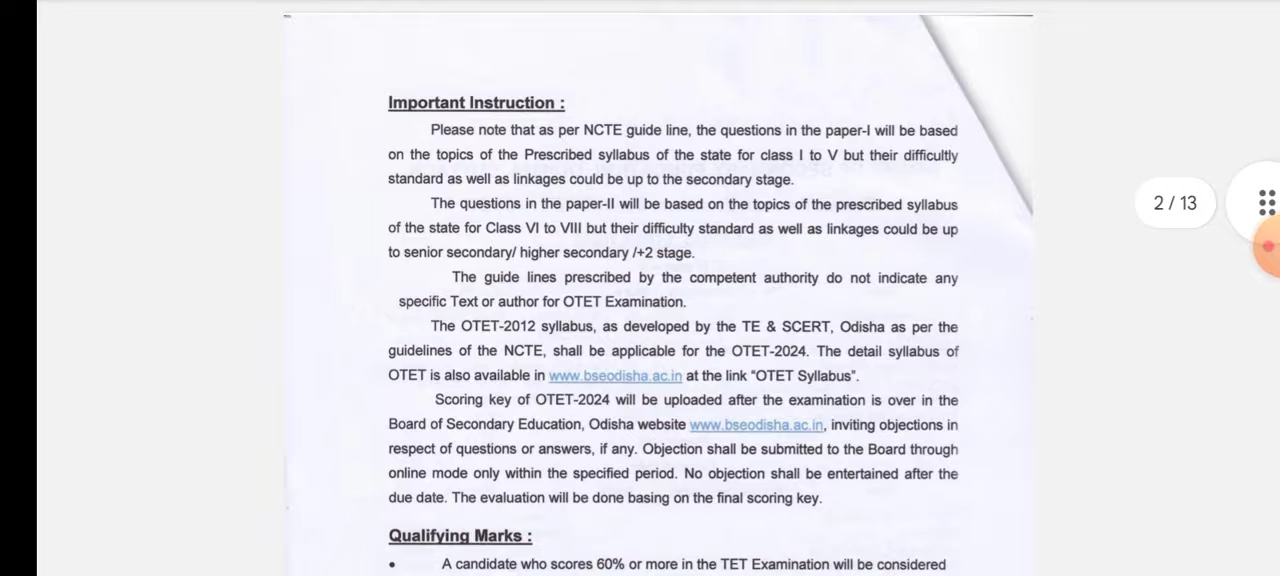 Important Instruction :
Please note that as per NCTE guide line, the questions in the paper-I will be based
on the topics of the Prescribed syllabus of the state for class I to V but their difficultly
standard as well as linkages could be up to the secondary stage.
The questions in the paper-II will be based on the topics of the prescribed syllabus
of the state for Class VI to VIII but their difficulty standard as well as linkages could be up
to senior secondary/ higher secondary /+2 stage.
The guide lines prescribed by the competent authority do not indicate any
specific Text or author for OTET Examination.
The OTET-2012 syllabus, as developed by the TE & SCERT, Odisha as per the
guidelines of the NCTE, shall be applicable for the OTET-2024. The detail syllabus of
OTET is also available in www.bseodisha.ac.in at the link “OTET Syllabus”.
Scoring key of OTET-2024 will be uploaded after the examination is over in the
Board of Secondary Education, Odisha website www.bseodisha.ac.in, inviting objections in
respect of questions or answers, if any. Objection shall be submitted to the Board through
online mode only within the specified period. No objection shall be entertained after the
due date. The evaluation will be done basing on the final scoring key.
Qualifying Marks :
• A candidate who scores 60% or more in the TET Examination will be considered
2 / 13